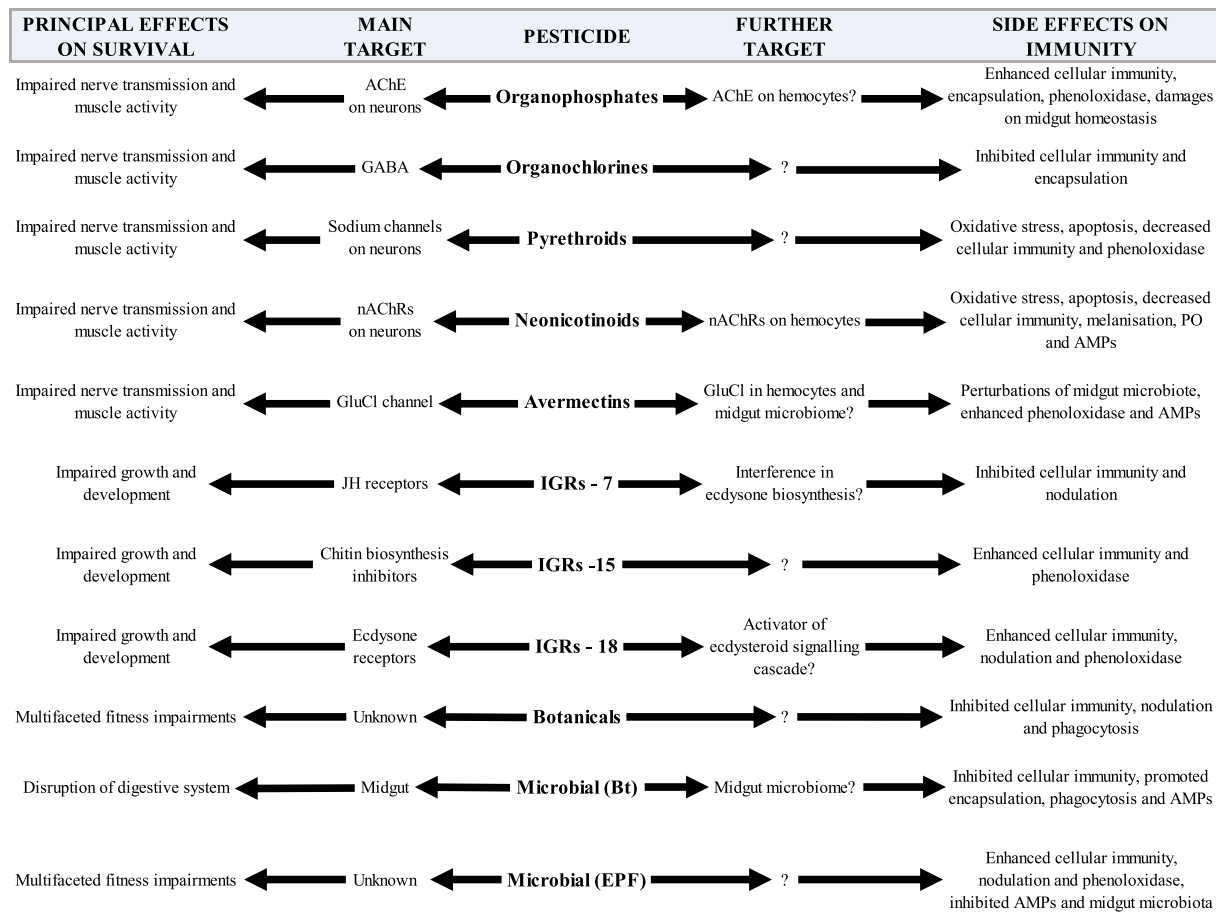 PRINCIPAL EFFECTS
ON SURVIVAL
MAIN
TARGET
PESTICIDE
FURTHER
TARGET
SIDE EFFECTS ON
IMMUNITY
Impaired nerve transmission and
muscle activity
AChE
on neurons
Organophosphates
AChE on hemocytes?
Enhanced cellular immunity,
encapsulation, phenoloxidase, damages
on midgut homeostasis
Impaired nerve transmission and
muscle activity
GABA
Organochlorines
?
Inhibited cellular immunity and
encapsulation
Impaired nerve transmission and
muscle activity
Sodium channels
on neurons
Pyrethroids
?
Oxidative stress, apoptosis, decreased
cellular immunity and phenoloxidase
Impaired nerve transmission and
muscle activity
nAChRs
on neurons
Neonicotinoids
nAChRs on hemocytes
Oxidative stress, apoptosis, decreased
cellular immunity, melanisation, PO
and AMPs
Impaired nerve transmission and
muscle activity
GluCl channel
Avermectins
GluCl in hemocytes and
midgut microbiome?
Perturbations of midgut microbiote,
enhanced phenoloxidase and AMPs
Impaired growth and
development
JH receptors
IGRs - 7
Interference in
ecdysone biosynthesis?
Inhibited cellular immunity and
nodulation
Impaired growth and
development
Chitin biosynthesis
inhibitors
IGRs -15
?
Enhanced cellular immunity and
phenoloxidase
Impaired growth and
development
Ecdysone
receptors
IGRs - 18
Activator of
ecdysteroid signalling
cascade?
Enhanced cellular immunity,
nodulation and phenoloxidase
Multifaceted fitness impairments
Unknown
Botanicals
?
Inhibited cellular immunity, nodulation
and phagocytosis
Disruption of digestive system
Midgut
Microbial (Bt)
Midgut microbiome?
Inhibited cellular immunity, promoted
encapsulation, phagocytosis and AMPs
Multifaceted fitness impairments
Unknown
Microbial (EPF)
?
Enhanced cellular immunity,
nodulation and phenoloxidase,
inhibited AMPs and midgut microbiota